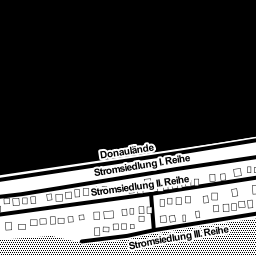 Donaulände
Stromsiedlung I. Reihe
Stromsiedlung II. Reihe
Stromsiedlung III. Reihe